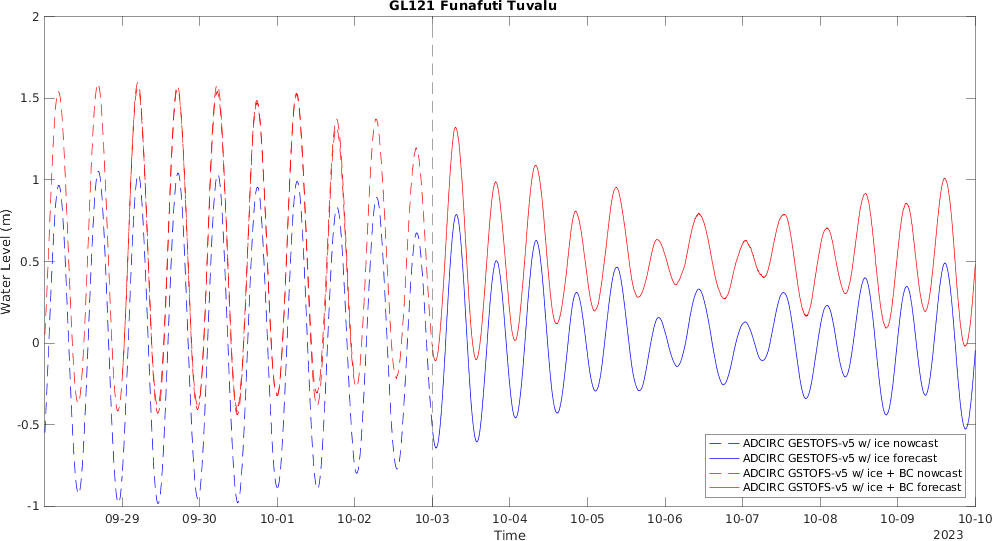 GL121 Funafuti Tuvalu
2
1.5
1
0.5
0
-0.5
-1
Water Level (m)
09-29
09-30
10-01
10-02
10-03
10-04
10-05
10-06
10-07
10-08
10-09
10-10
Time
2023
ADCIRC GESTOFS-v5 w/ ice nowcast
ADCIRC GESTOFS-v5 w/ ice forecast
ADCIRC GSTOFS-v5 w/ ice + BC nowcast
ADCIRC GSTOFS-v5 w/ ice + BC forecast